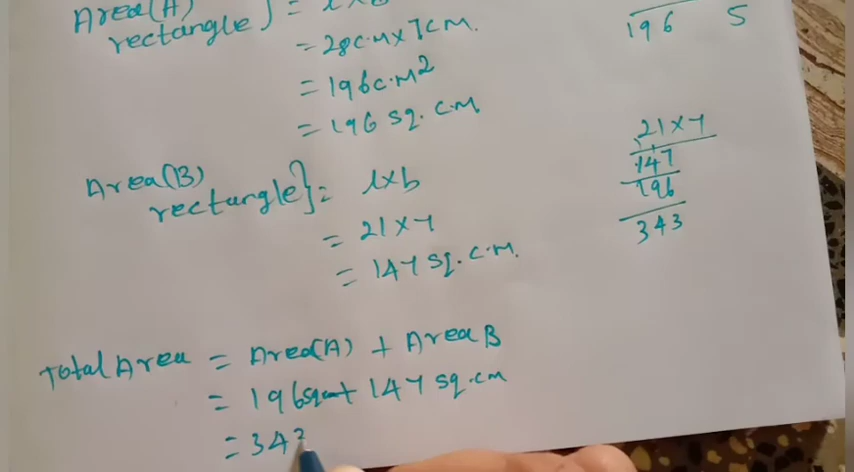 Area(A)
rectangle} = l×b
= 28c.m×7cm.
= 196c.m²
= 196 sq. c.m
196 5
Area(B)
rectangle} = l×b
= 21×7
= 147 sq. c.m.
21×7
147
196
343
Total Area = Area(A) + Area B
= 196sqcm+ 147 sq.cm
= 343